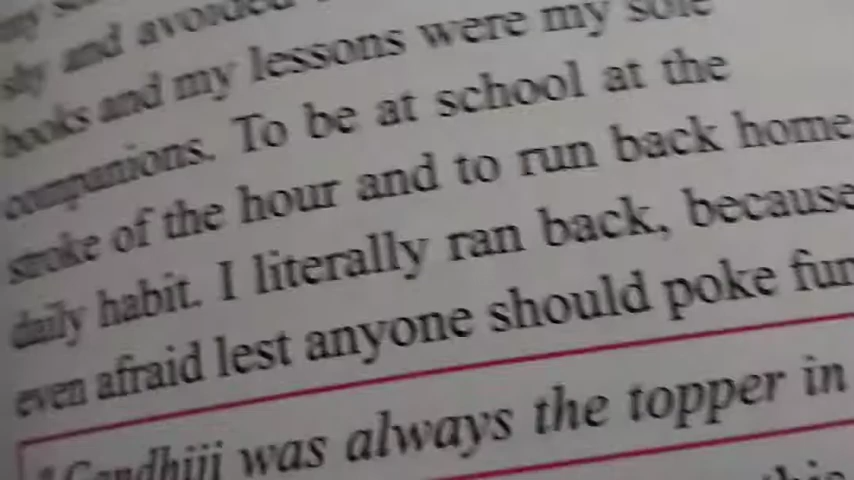 shy and avoided
books and my lessons were my sole
companions. To be at school at the
stroke of the hour and to run back home
daily habit. I literally ran back, because
even afraid lest anyone should poke fun
Gandhiji was always the topper in
this